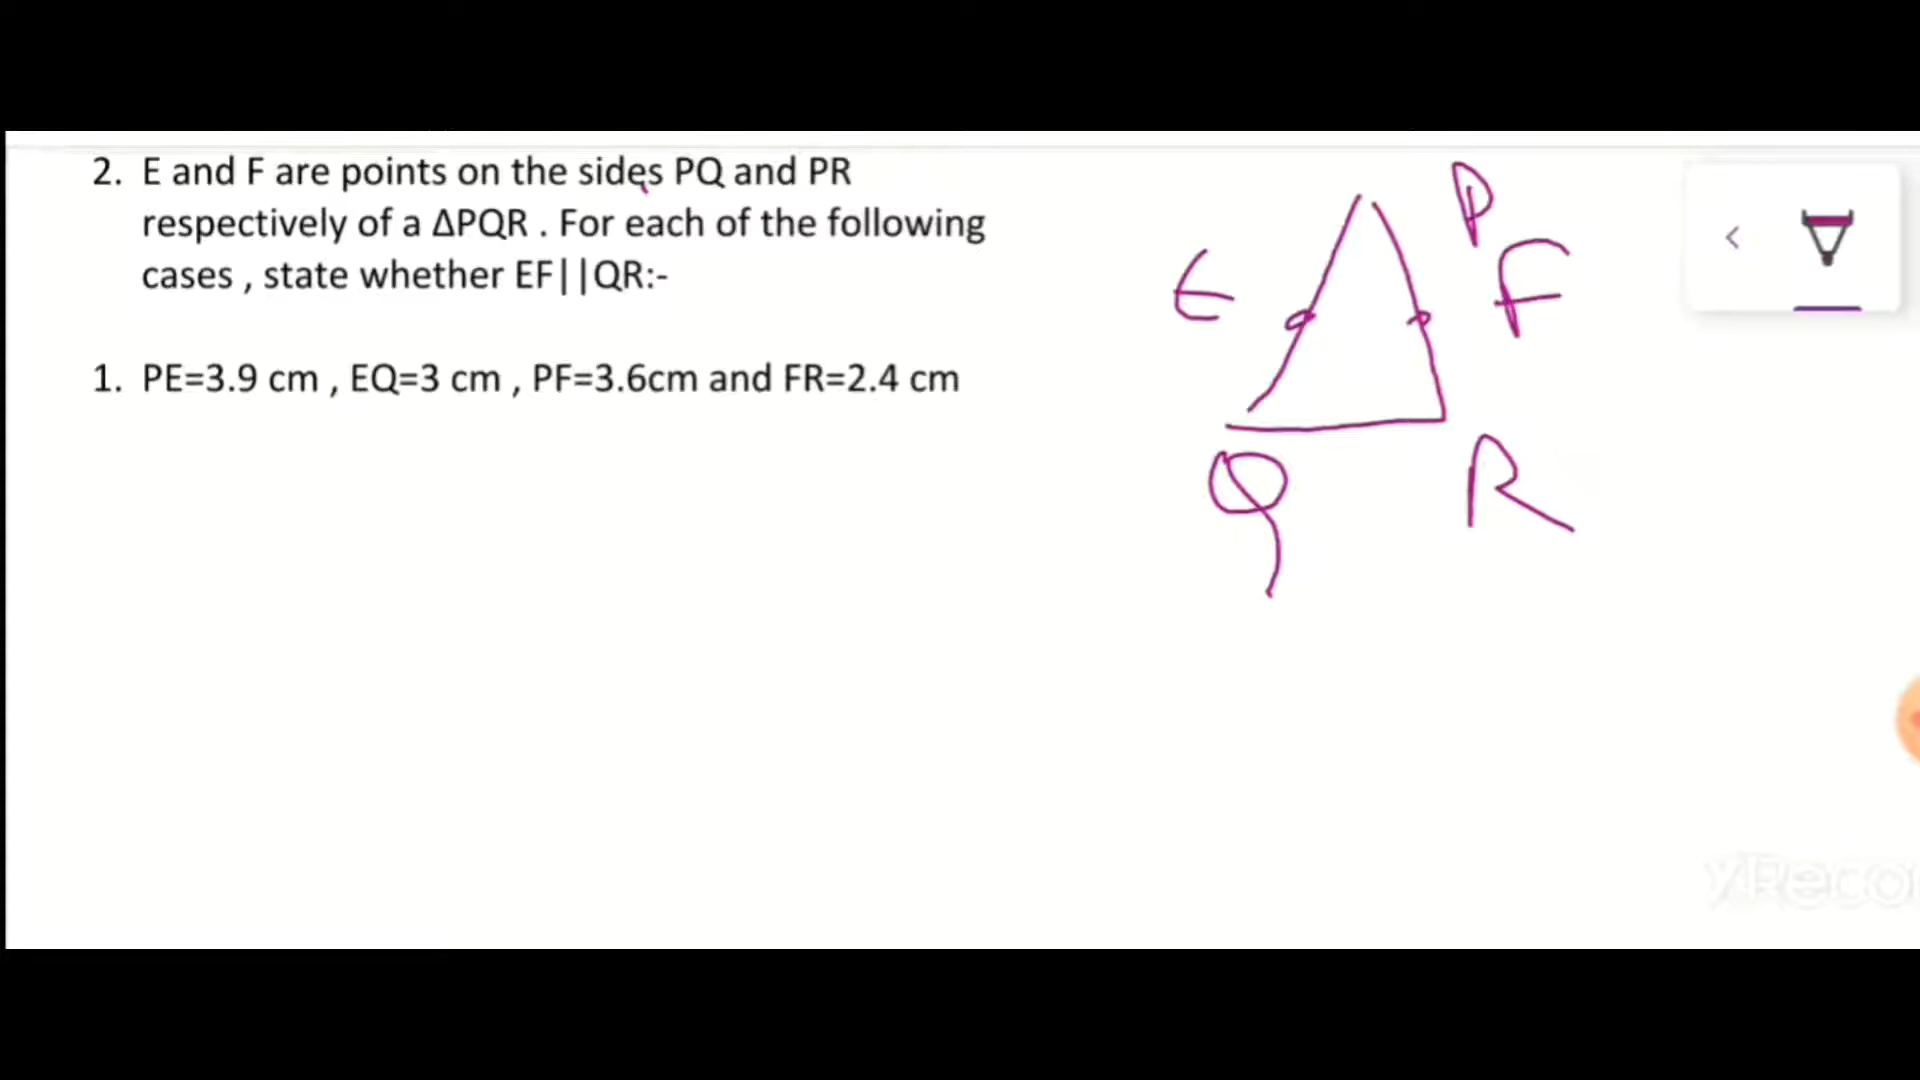 2. E and F are points on the sides PQ and PR
respectively of a ΔPQR . For each of the following
cases , state whether EF||QR:-
1. PE=3.9 cm , EQ=3 cm , PF=3.6cm and FR=2.4 cm
P
E
F
Q
R